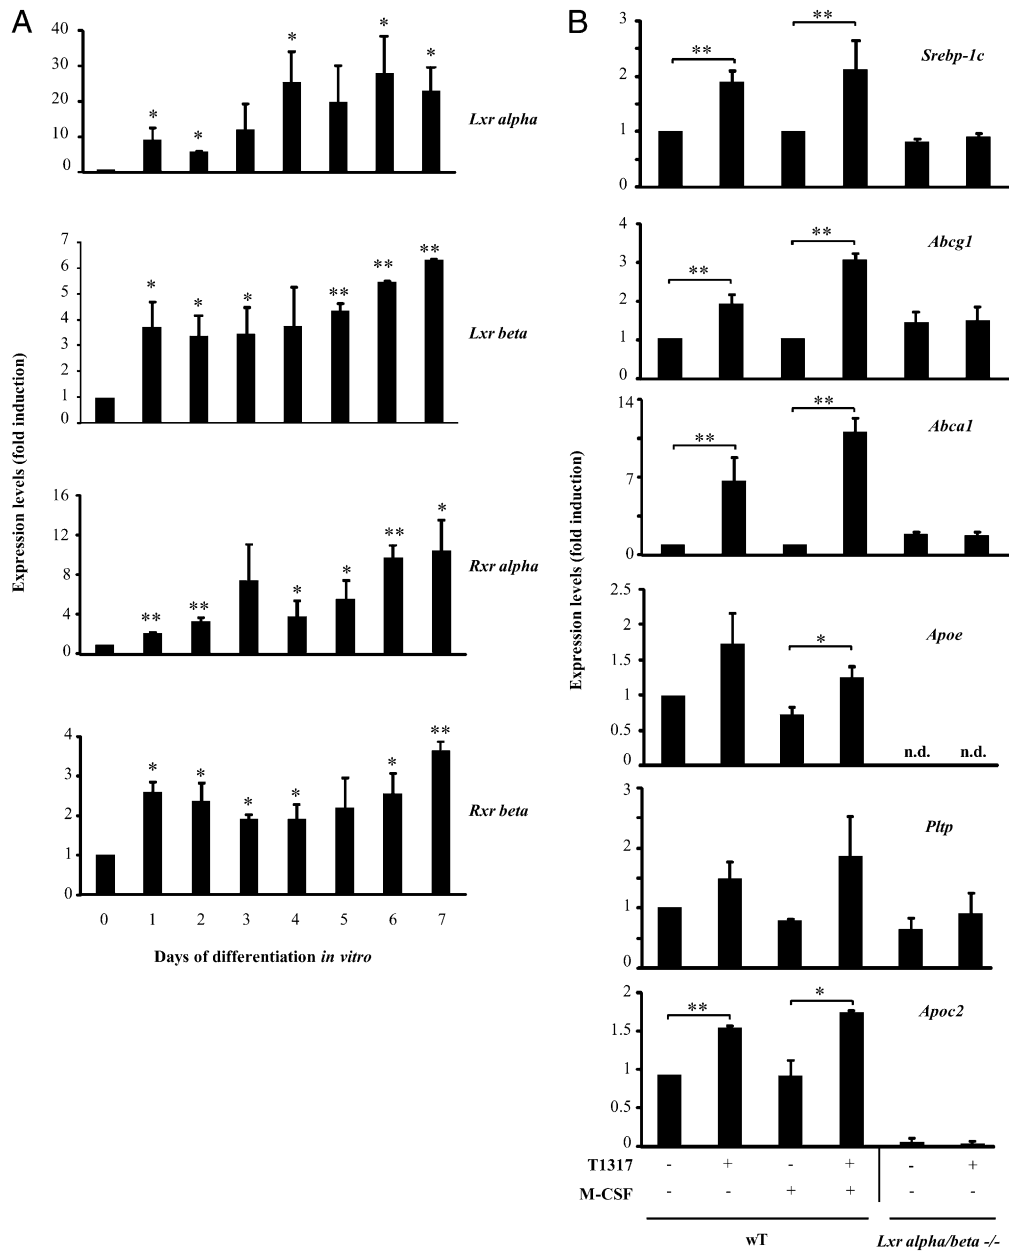 A
Expression levels (fold induction)
40
30
20
10
0
* * * * *
Lxr alpha
7
6
5
4
3
2
1
0
* * * ** ** **
Lxr beta
16
12
8
4
0
** ** * * ** *
Rxr alpha
4
3
2
1
0
* * * * * **
Rxr beta
0 1 2 3 4 5 6 7
Days of differentiation in vitro
B
Expression levels (fold induction)
3
2
1
0
** **
Srebp-1c
4
3
2
1
0
** **
Abcg1
14
7
0
** **
Abca1
2.5
2
1.5
1
0.5
0
*
Apoe
n.d. n.d.
3
2
1
0
Pltp
2
1.5
1
0.5
0
** *
Apoc2
T1317 - + - + - +
M-CSF - - + + - -
wT Lxr alpha/beta -/-